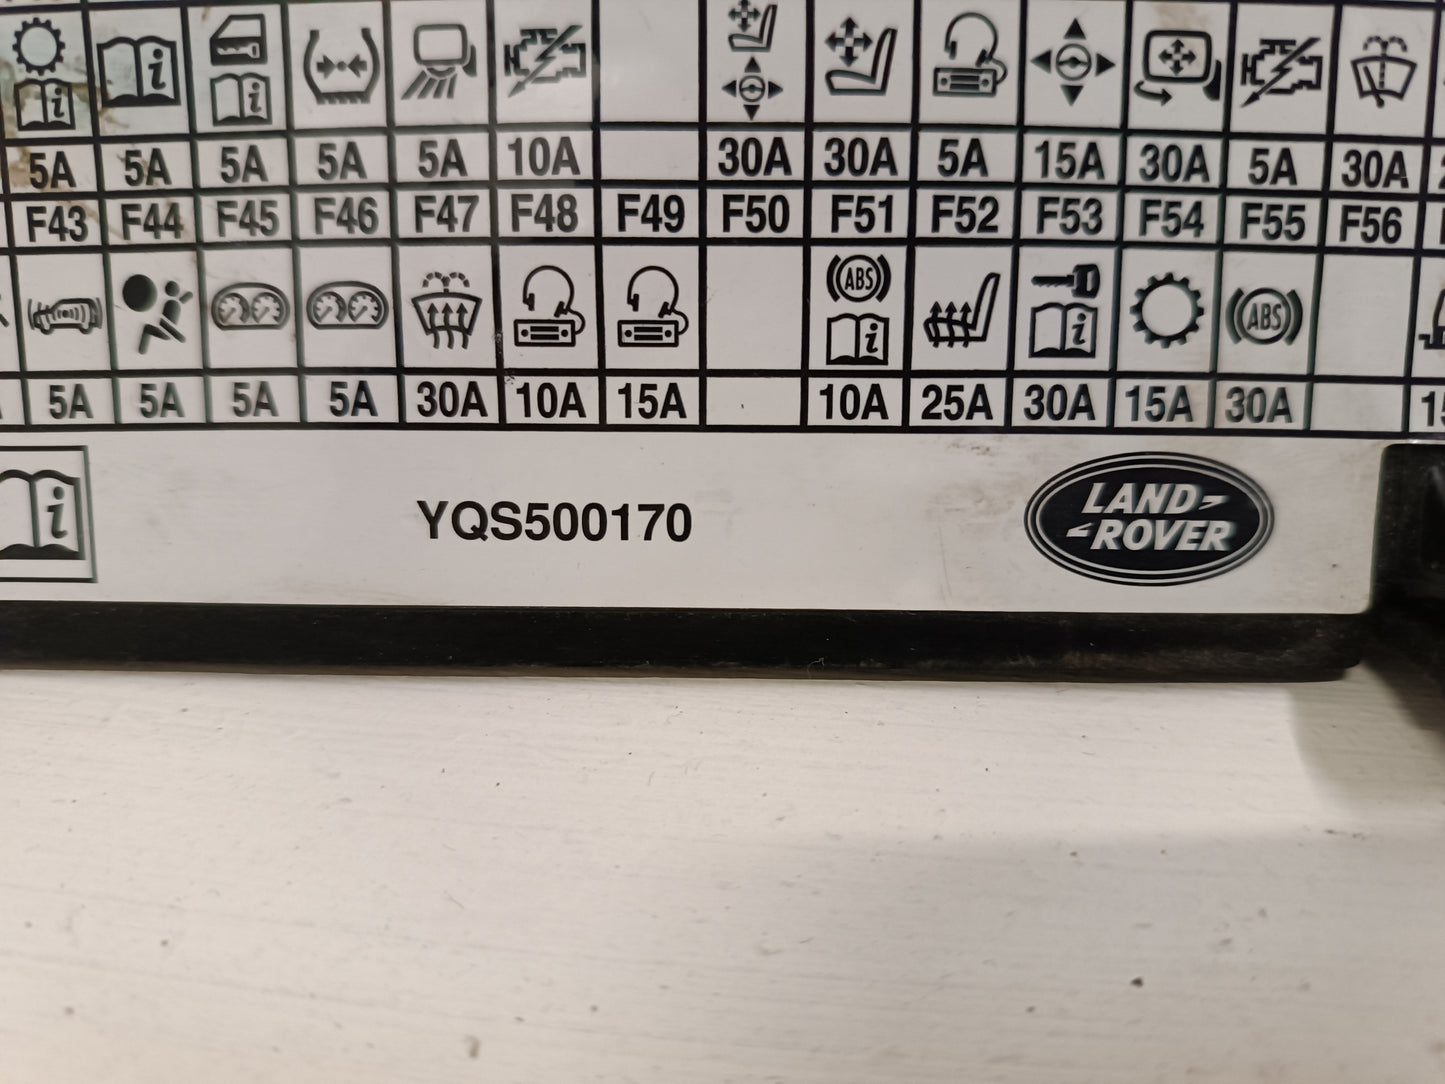 5A 5A 5A 5A 5A 10A 30A 30A 5A 15A 30A 5A 30A
F43 F44 F45 F46 F47 F48 F49 F50 F51 F52 F53 F54 F55 F56
ABS
ABS
5A 5A 5A 5A 30A 10A 15A 10A 25A 30A 15A 30A
YQS500170
LAND
ROVER